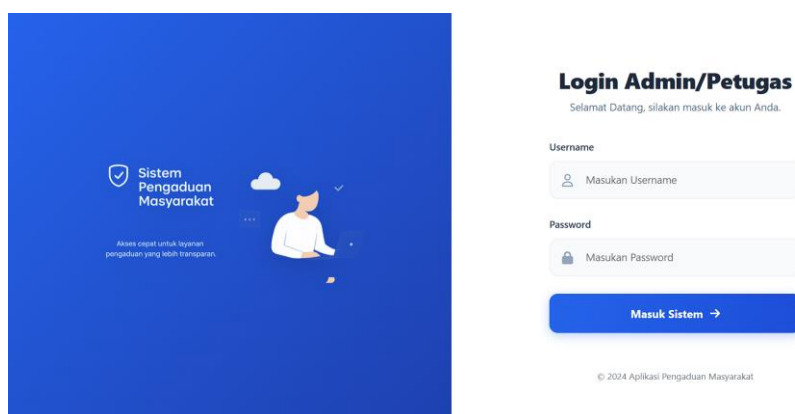 Sistem
Pengaduan
Masyarakat
Akses cepat untuk layanan
pengaduan yang lebih transparan.
Login Admin/Petugas
Selamat Datang, silakan masuk ke akun Anda.
Username
Masukan Username
Password
Masukan Password
Masuk Sistem →
© 2024 Aplikasi Pengaduan Masyarakat